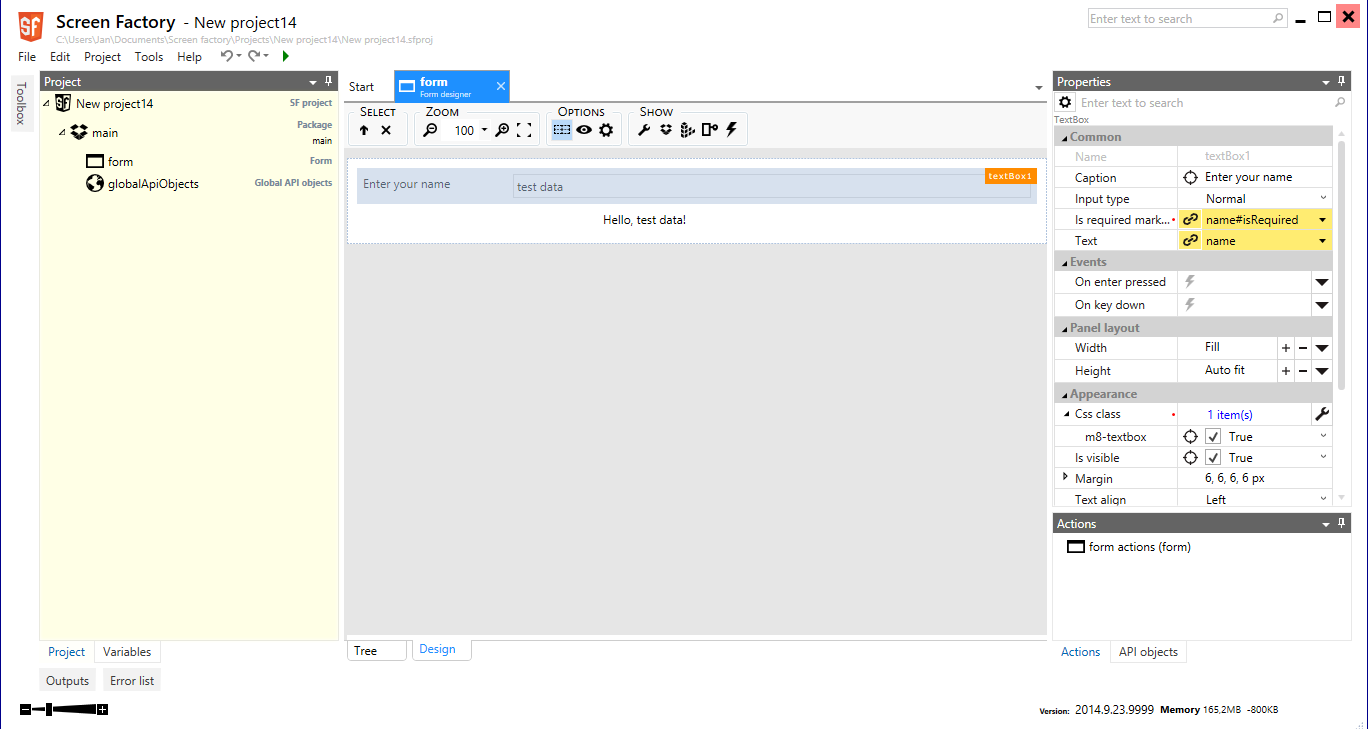 SF Screen Factory - New project14
C:\Users\Jan\Documents\Screen factory\Projects\New project14\New project14.sfproj
Enter text to search
File Edit Project Tools Help
Toolbox
Project
SF New project14 SF project
main Package
main
form Form
globalApiObjects Global API objects
Project Variables
Outputs Error list
Start
form
Form designer
SELECT ZOOM OPTIONS SHOW
100
Enter your name test data textBox1
Hello, test data!
Tree Design
Properties
Enter text to search
TextBox
Common
Name textBox1
Caption Enter your name
Input type Normal
Is required mark... name#isRequired
Text name
Events
On enter pressed
On key down
Panel layout
Width Fill + -
Height Auto fit + -
Appearance
Css class 1 item(s)
m8-textbox True
Is visible True
Margin 6, 6, 6, 6 px
Text align Left
Actions
form actions (form)
Actions API objects
Version: 2014.9.23.9999 Memory 165,2MB -800KB